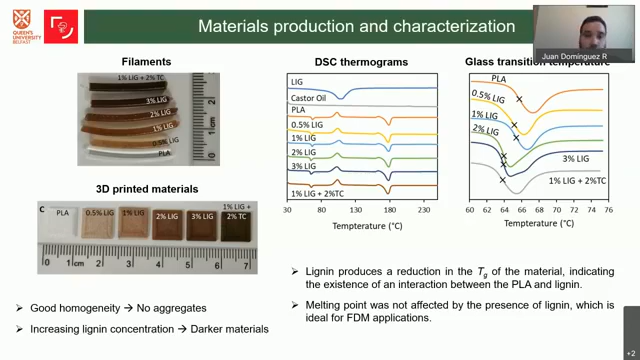 QUEEN'S
UNIVERSITY
BELFAST
Materials production and characterization
Juan Domínguez R
Filaments
1% LIG + 2% TC
3% LIG
2% LIG
1% LIG
0.5% LIG
PLA
2
1
3D printed materials
C
PLA
0.5% LIG
1% LIG
2% LIG
3% LIG
1% LIG +
2% TC
0 1 2 3 4 5 6 7
Good homogeneity → No aggregates
Increasing lignin concentration → Darker materials
DSC thermograms
LIG
Castor Oil
PLA
0.5% LIG
1% LIG
2% LIG
3% LIG
1% LIG + 2%TC
30 80 130 180 230
Temperature (°C)
Glass transition temperature
PLA
0.5% LIG
1% LIG
2% LIG
3% LIG
1% LIG + 2%TC
60 62 64 66 68 70 72 74 76
Temperature (°C)
Lignin produces a reduction in the Tg of the material, indicating
the existence of an interaction between the PLA and lignin.
Melting point was not affected by the presence of lignin, which is
ideal for FDM applications.
+2